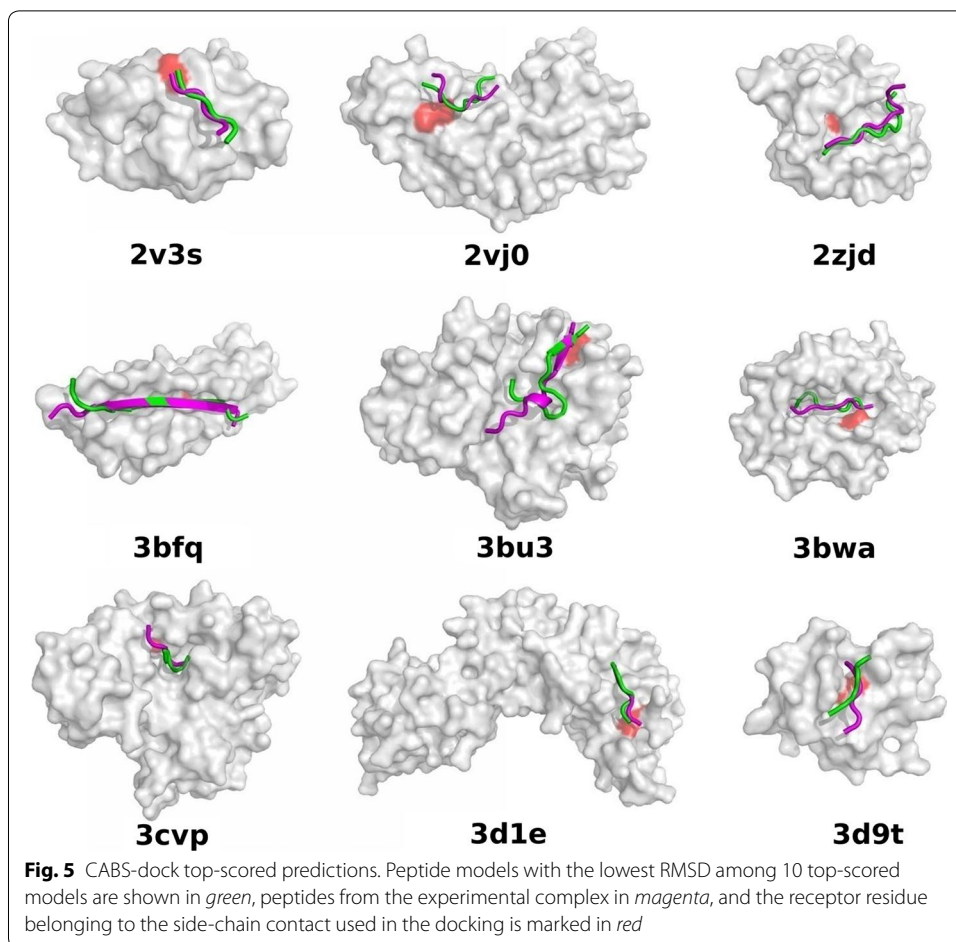 2v3s 2vj0 2zjd
3bfq 3bu3 3bwa
3cvp 3d1e 3d9t
Fig. 5 CABS-dock top-scored predictions. Peptide models with the lowest RMSD among 10 top-scored
models are shown in green, peptides from the experimental complex in magenta, and the receptor residue
belonging to the side-chain contact used in the docking is marked in red